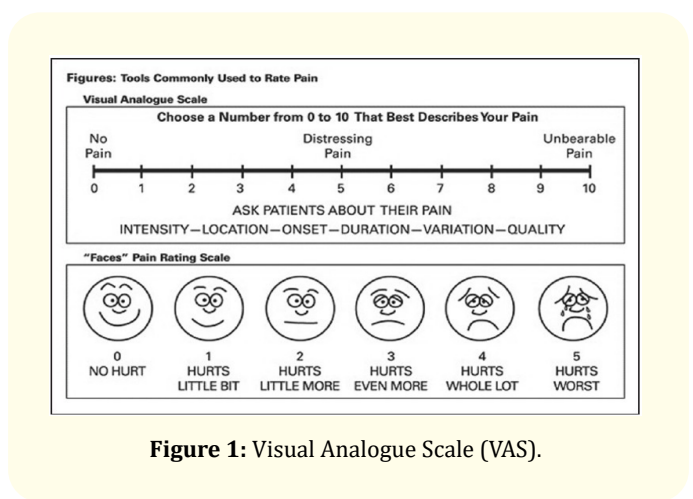 Figures: Tools Commonly Used to Rate Pain
Visual Analogue Scale
Choose a Number from 0 to 10 That Best Describes Your Pain
No Pain
Distressing Pain
Unbearable Pain
0 1 2 3 4 5 6 7 8 9 10
ASK PATIENTS ABOUT THEIR PAIN
INTENSITY—LOCATION—ONSET—DURATION—VARIATION—QUALITY
"Faces" Pain Rating Scale
0
NO HURT
1
HURTS
LITTLE BIT
2
HURTS
LITTLE MORE
3
HURTS
EVEN MORE
4
HURTS
WHOLE LOT
5
HURTS
WORST
Figure 1: Visual Analogue Scale (VAS).